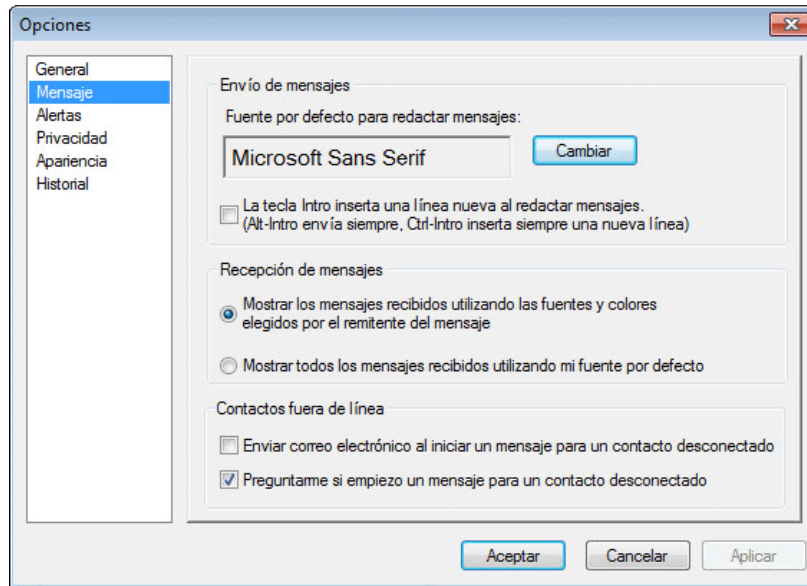 Opciones
General
Mensaje
Alertas
Privacidad
Apariencia
Historial
Envío de mensajes
Fuente por defecto para redactar mensajes:
Microsoft Sans Serif
Cambiar
La tecla Intro inserta una línea nueva al redactar mensajes.
(Alt-Intro envía siempre, Ctrl-Intro inserta siempre una nueva línea)
Recepción de mensajes
Mostrar los mensajes recibidos utilizando las fuentes y colores
elegidos por el remitente del mensaje
Mostrar todos los mensajes recibidos utilizando mi fuente por defecto
Contactos fuera de línea
Enviar correo electrónico al iniciar un mensaje para un contacto desconectado
Preguntarme si empiezo un mensaje para un contacto desconectado
Aceptar
Cancelar
Aplicar